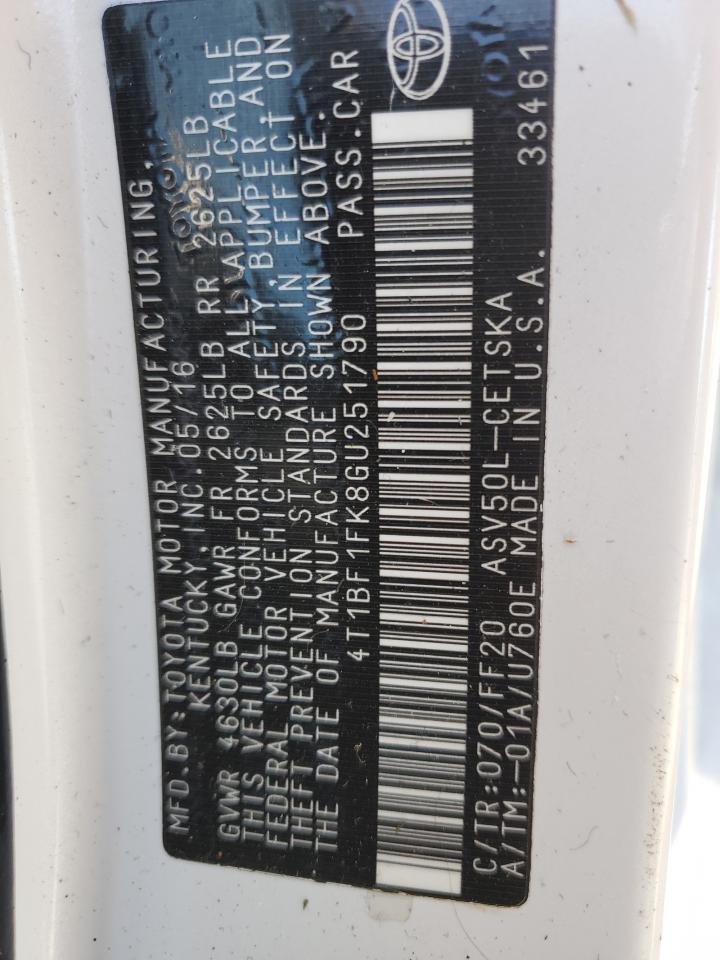 MFD.BY:TOYOTA MOTOR MANUFACTURING,
KENTUCKY,INC.05/16
GVWR 4630LB GAWR FR 2625LB RR 2625LB
THIS VEHICLE CONFORMS TO ALL APPLICABLE
FEDERAL MOTOR VEHICLE SAFETY,BUMPER,AND
THEFT PREVENTION STANDARDS IN EFFECT ON
THE DATE OF MANUFACTURE SHOWN ABOVE.
4T1BF1FK8GU251790 PASS.CAR
C/TR:070/FF20 ASV50L-CETSKA
A/TM:-01A/U760E MADE IN U.S.A. 33461